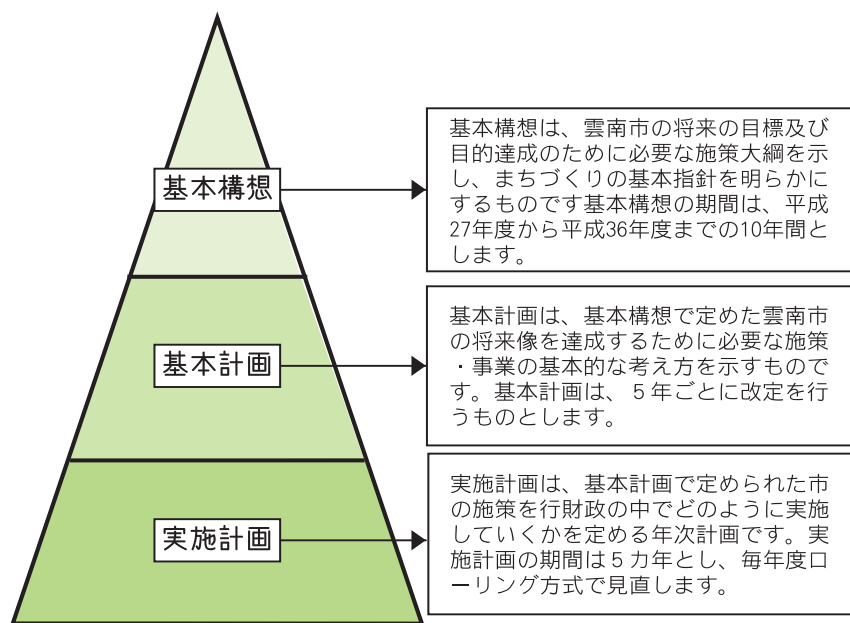 基本構想
基本構想は、雲南市の将来の目標及び
目的達成のために必要な施策大綱を示
し、まちづくりの基本指針を明らかに
するものです基本構想の期間は、平成
27年度から平成36年度までの10年間と
します。
基本計画
基本計画は、基本構想で定めた雲南市
の将来像を達成するために必要な施策
・事業の基本的な考え方を示すもので
す。基本計画は、５年ごとに改定を行
うものとします。
実施計画
実施計画は、基本計画で定められた市
の施策を行財政の中でどのように実施
していくかを定める年次計画です。実
施計画の期間は５カ年とし、毎年度ロ
ーリング方式で見直します。